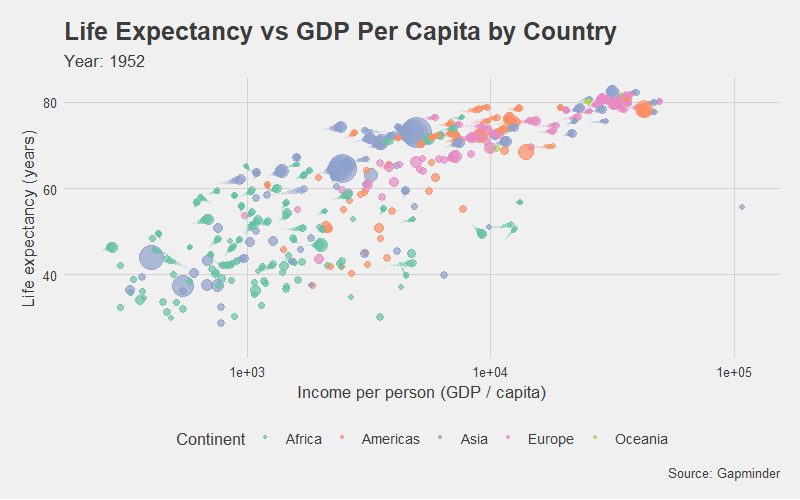 Life Expectancy vs GDP Per Capita by Country
Year: 1952
Life expectancy (years)
80
60
40
1e+03 1e+04 1e+05
Income per person (GDP / capita)
Continent Africa Americas Asia Europe Oceania
Source: Gapminder